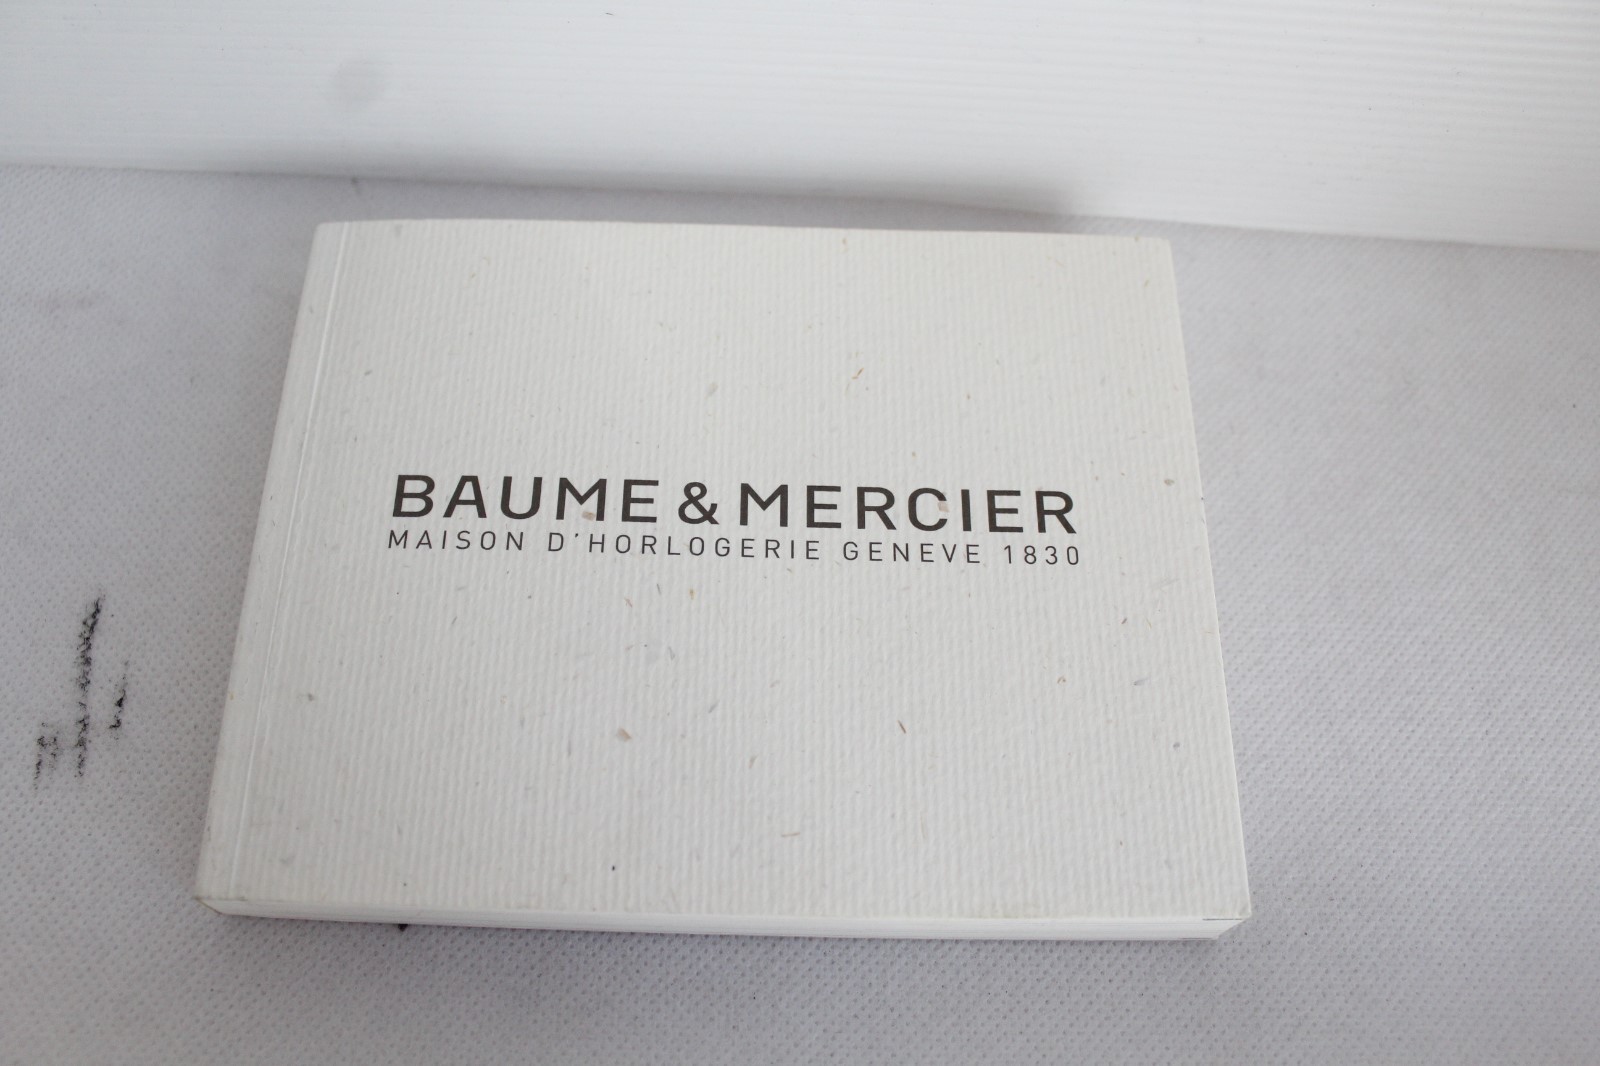 BAUME & MERCIER
MAISON D'HORLOGERIE GENEVE 1830